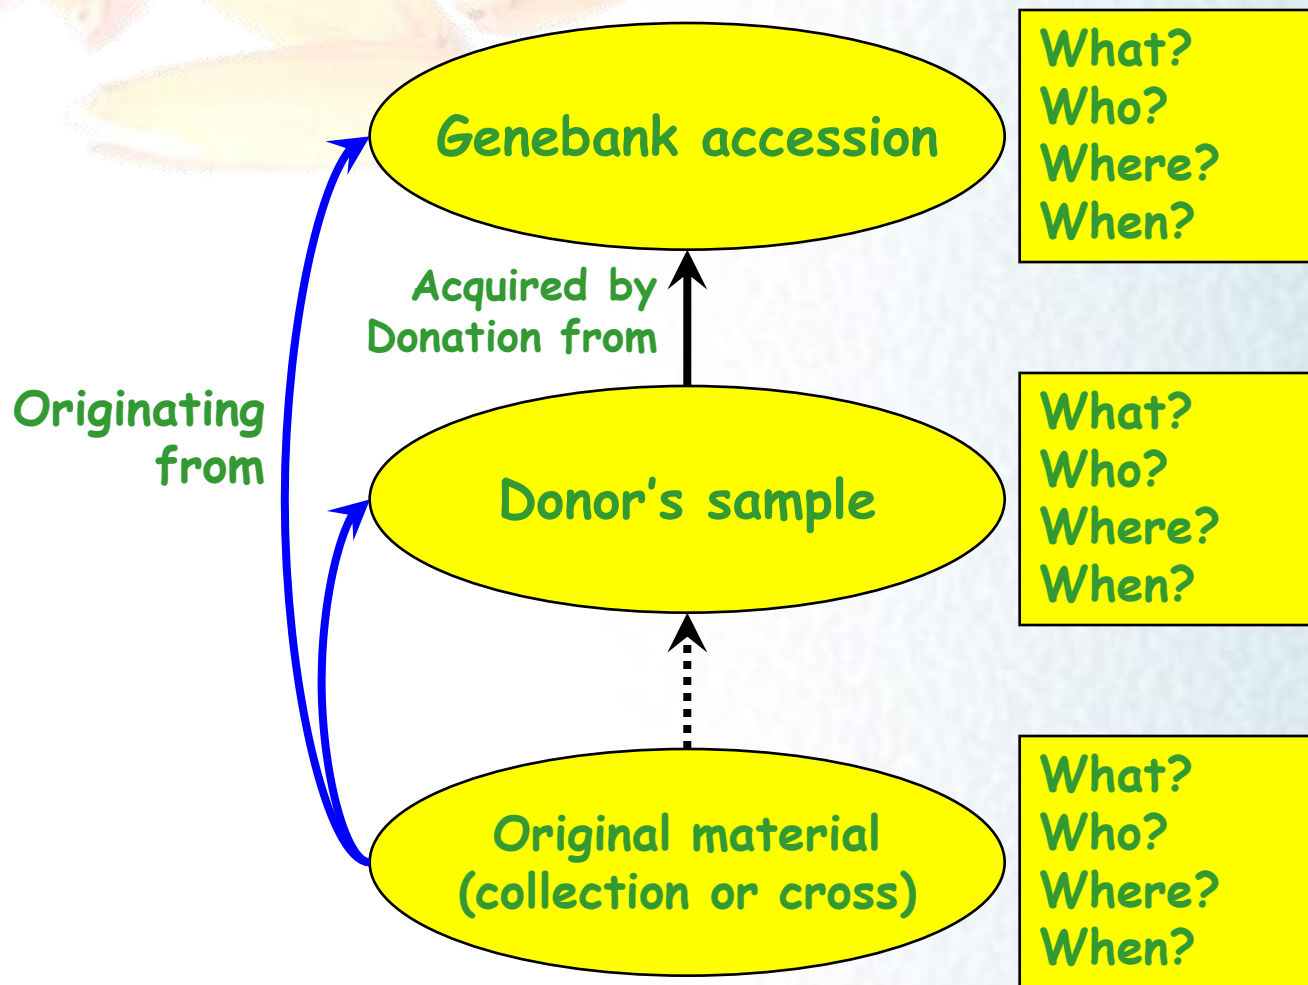 Genebank accession
What?
Who?
Where?
When?
Acquired by
Donation from
Originating
from
Donor’s sample
What?
Who?
Where?
When?
Original material
(collection or cross)
What?
Who?
Where?
When?